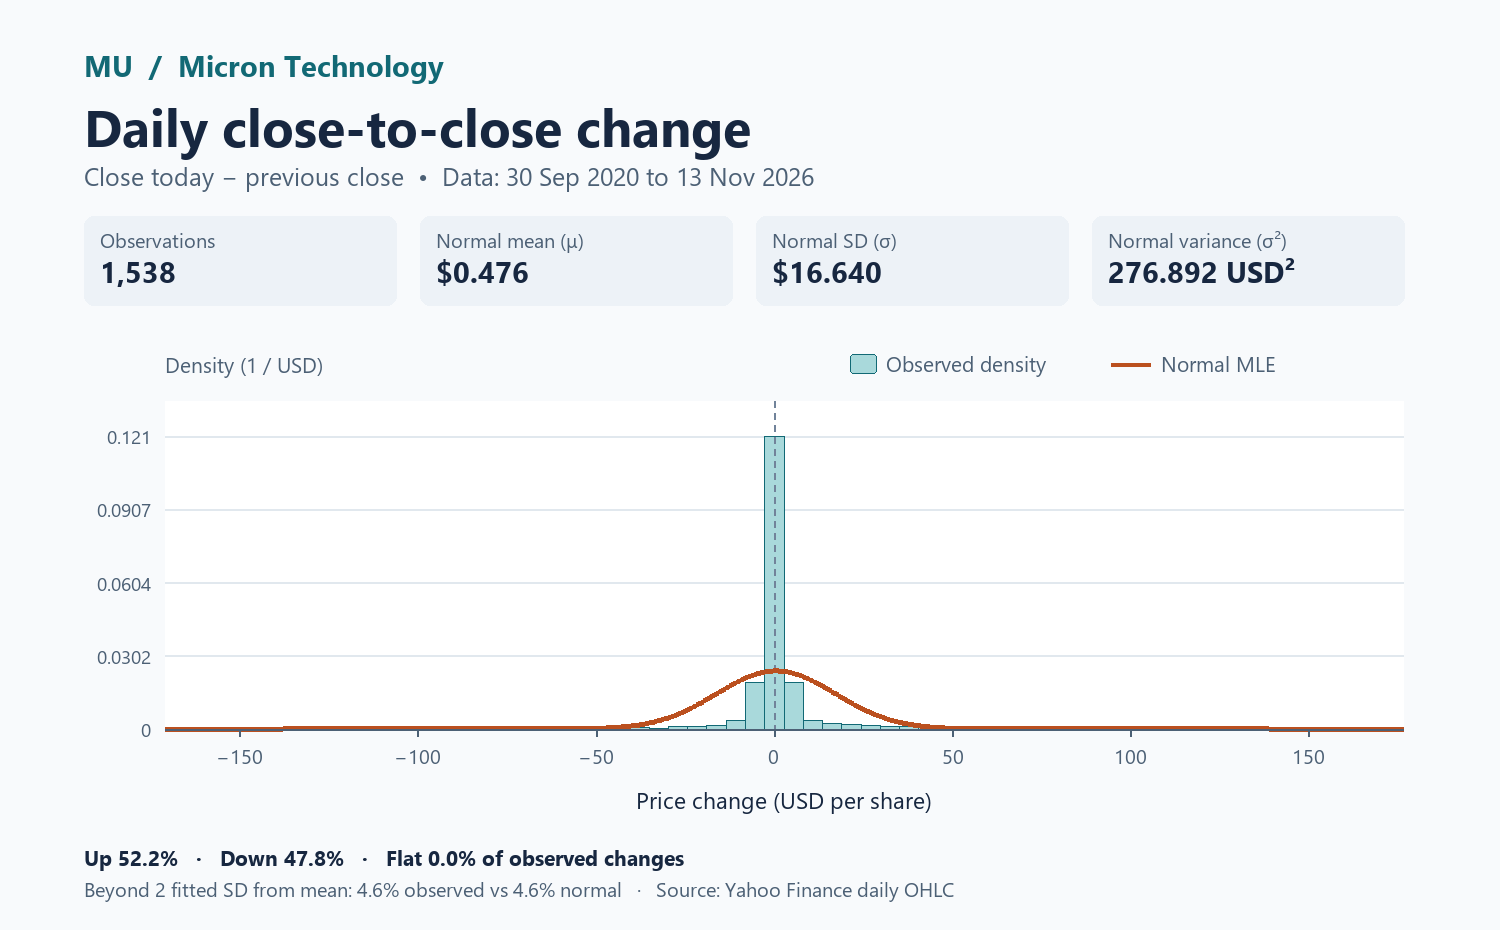 MU / Micron Technology
Daily close-to-close change
Close today − previous close • Data: 30 Sep 2020 to 13 Nov 2026
Observations
1,538
Normal mean (μ)
$0.476
Normal SD (σ)
$16.640
Normal variance (σ²)
276.892 USD²
Density (1 / USD)
Observed density
Normal MLE
0.121
0.0907
0.0604
0.0302
0
−150
−100
−50
0
50
100
150
Price change (USD per share)
Up 52.2% · Down 47.8% · Flat 0.0% of observed changes
Beyond 2 fitted SD from mean: 4.6% observed vs 4.6% normal · Source: Yahoo Finance daily OHLC